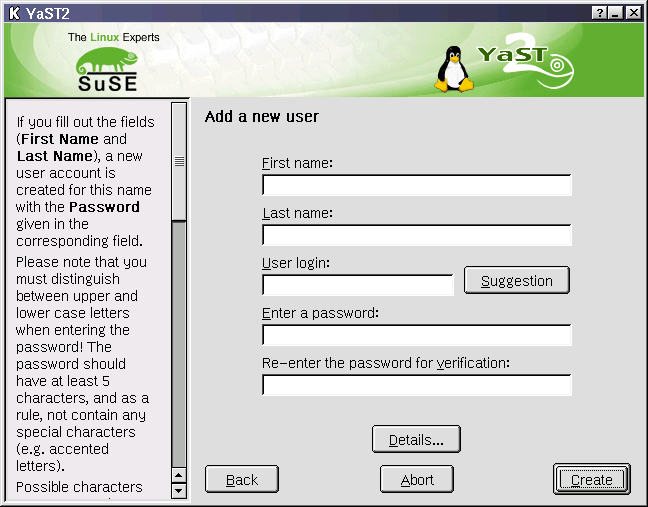 K YaST2
The Linux Experts
SuSE
YaST 2
If you fill out the fields
(First Name and
Last Name), a new
user account is
created for this name
with the Password
given in the
corresponding field.
Please note that you
must distinguish
between upper and
lower case letters
when entering the
password! The
password should
have at least 5
characters, and as a
rule, not contain any
special characters
(e.g. accented
letters).
Possible characters
Add a new user
First name:
Last name:
User login:
Suggestion
Enter a password:
Re-enter the password for verification:
Details...
Back
Abort
Create